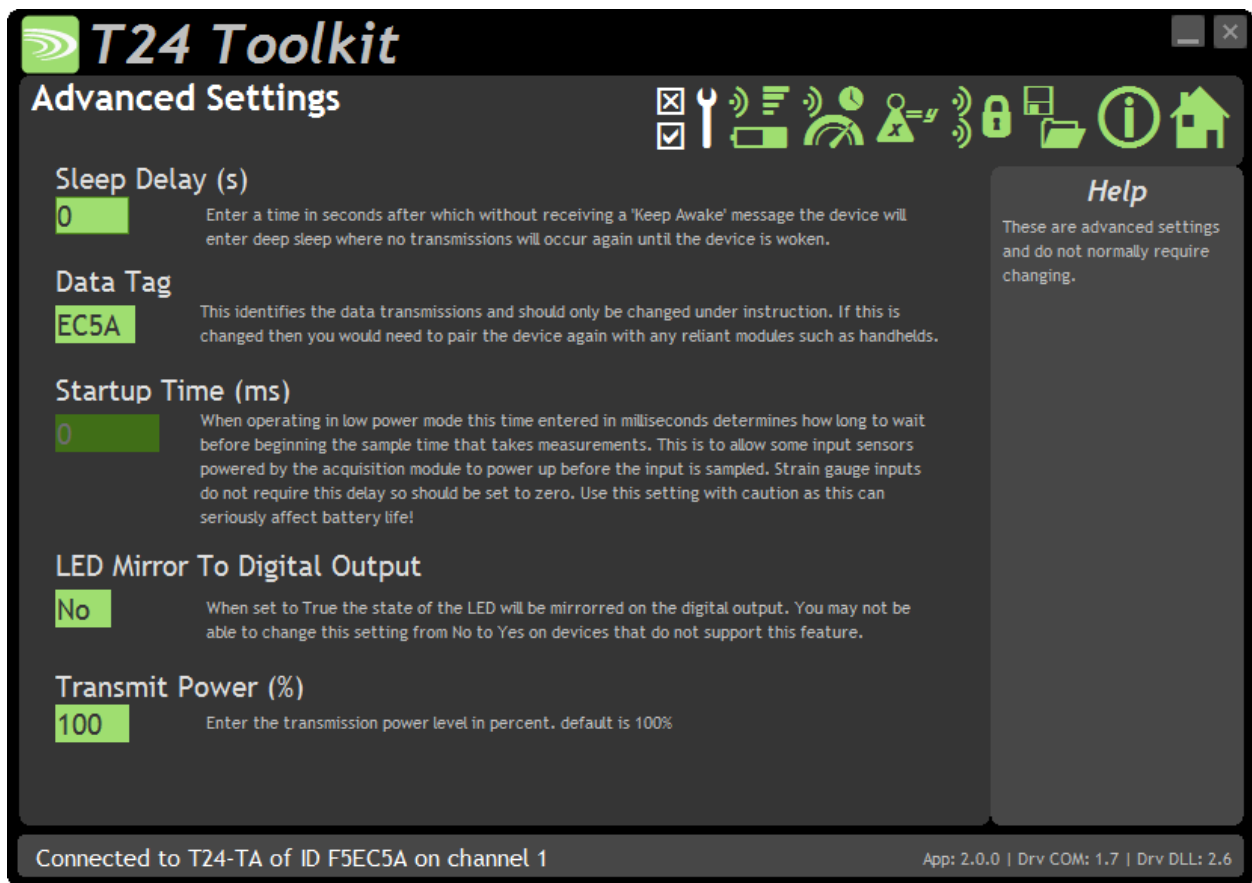 T24 Toolkit
Advanced Settings
x
=y
Sleep Delay (s)
0
Enter a time in seconds after which without receiving a 'Keep Awake' message the device will
enter deep sleep where no transmissions will occur again until the device is woken.
Data Tag
EC5A
This identifies the data transmissions and should only be changed under instruction. If this is
changed then you would need to pair the device again with any reliant modules such as handhelds.
Startup Time (ms)
0
When operating in low power mode this time entered in milliseconds determines how long to wait
before beginning the sample time that takes measurements. This is to allow some input sensors
powered by the acquisition module to power up before the input is sampled. Strain gauge inputs
do not require this delay so should be set to zero. Use this setting with caution as this can
seriously affect battery life!
LED Mirror To Digital Output
No
When set to True the state of the LED will be mirrorred on the digital output. You may not be
able to change this setting from No to Yes on devices that do not support this feature.
Transmit Power (%)
100
Enter the transmission power level in percent. default is 100%
Help
These are advanced settings
and do not normally require
changing.
Connected to T24-TA of ID F5EC5A on channel 1
App: 2.0.0 | Drv COM: 1.7 | Drv DLL: 2.6